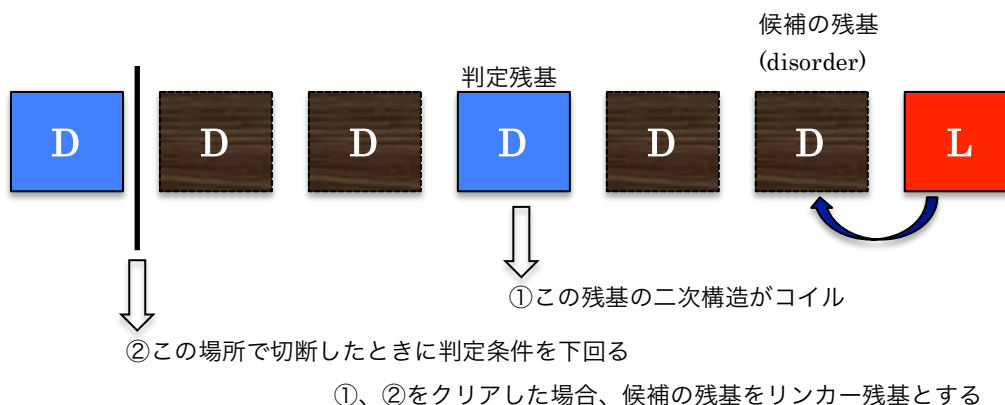 候補の残基
(disorder)
判定残基
D D D D D D L
①この残基の二次構造がコイル
②この場所で切断したときに判定条件を下回る
①、②をクリアした場合、候補の残基をリンカー残基とする